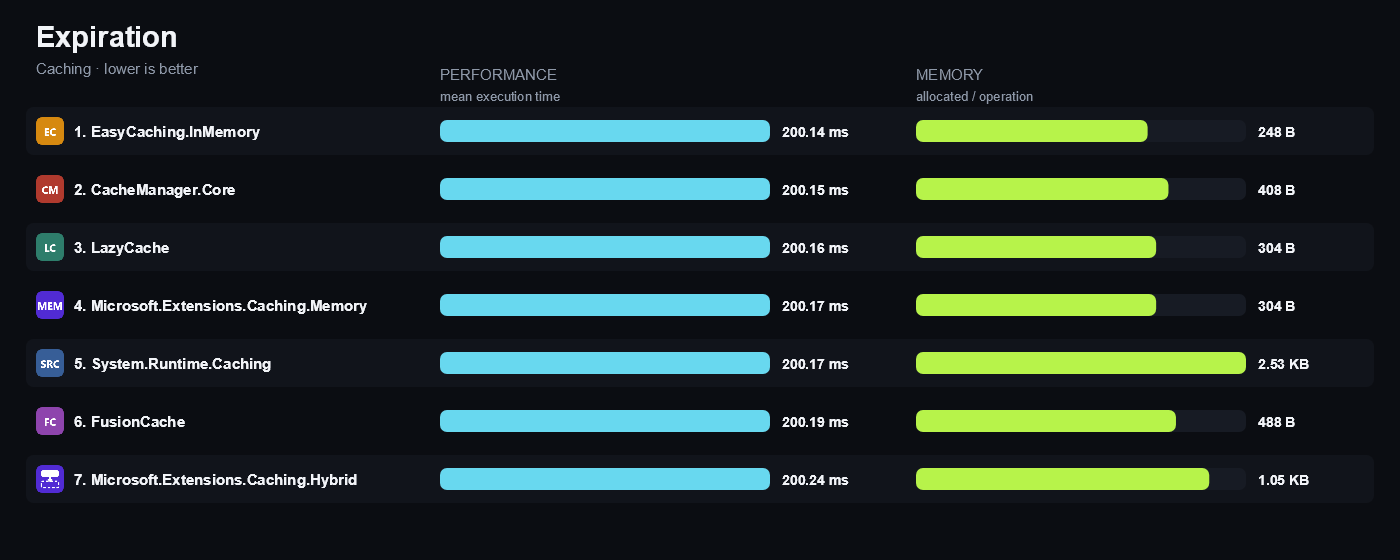 Expiration
Caching · lower is better
PERFORMANCE
mean execution time
MEMORY
allocated / operation
EC 1. EasyCaching.InMemory 200.14 ms 248 B
CM 2. CacheManager.Core 200.15 ms 408 B
LC 3. LazyCache 200.16 ms 304 B
MEM 4. Microsoft.Extensions.Caching.Memory 200.17 ms 304 B
SRC 5. System.Runtime.Caching 200.17 ms 2.53 KB
FC 6. FusionCache 200.19 ms 488 B
7. Microsoft.Extensions.Caching.Hybrid 200.24 ms 1.05 KB